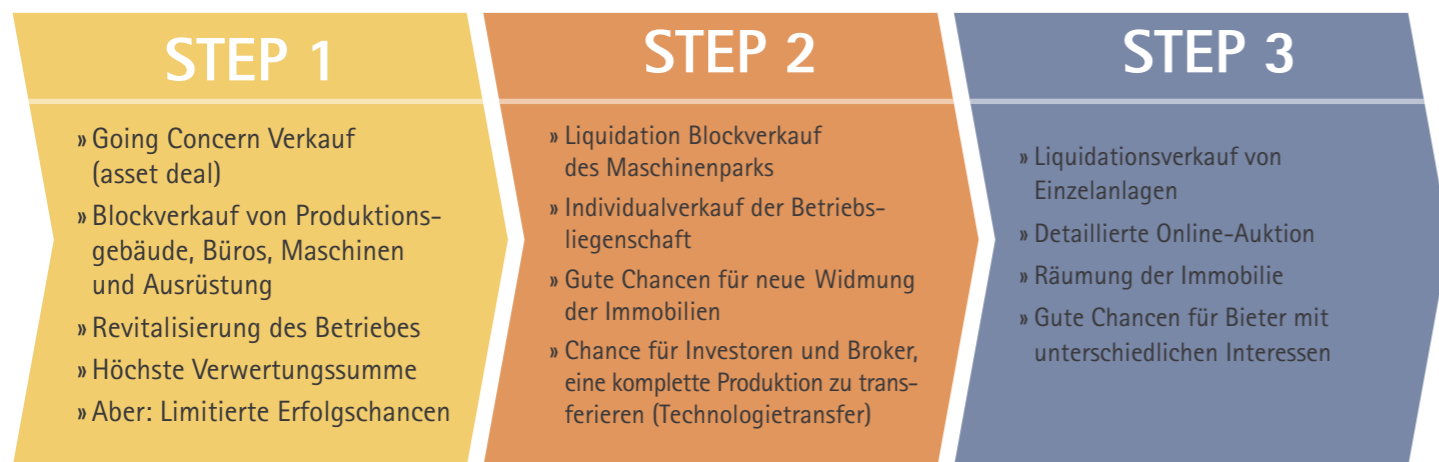 STEP 1
» Going Concern Verkauf
(asset deal)
» Blockverkauf von Produktions-
gebäude, Büros, Maschinen
und Ausrüstung
» Revitalisierung des Betriebes
» Höchste Verwertungssumme
» Aber: Limitierte Erfolgschancen
STEP 2
» Liquidation Blockverkauf
des Maschinenparks
» Individualverkauf der Betriebs-
liegenschaft
» Gute Chancen für neue Widmung
der Immobilien
» Chance für Investoren und Broker,
eine komplette Produktion zu trans-
ferieren (Technologietransfer)
STEP 3
» Liquidationsverkauf von
Einzelanlagen
» Detaillierte Online-Auktion
» Räumung der Immobilie
» Gute Chancen für Bieter mit
unterschiedlichen Interessen